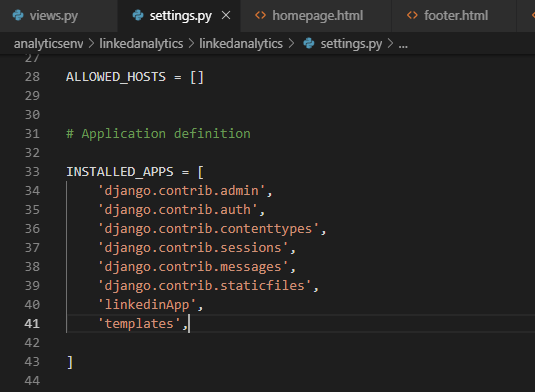 views.py settings.py × homepage.html footer.html
analyticsenv > linkedanalytics > linkedanalytics > settings.py > ...
27
28 ALLOWED_HOSTS = []
29
30
31 # Application definition
32
33 INSTALLED_APPS = [
34 'django.contrib.admin',
35 'django.contrib.auth',
36 'django.contrib.contenttypes',
37 'django.contrib.sessions',
38 'django.contrib.messages',
39 'django.contrib.staticfiles',
40 'linkedinApp',
41 'templates',
42
43 ]
44